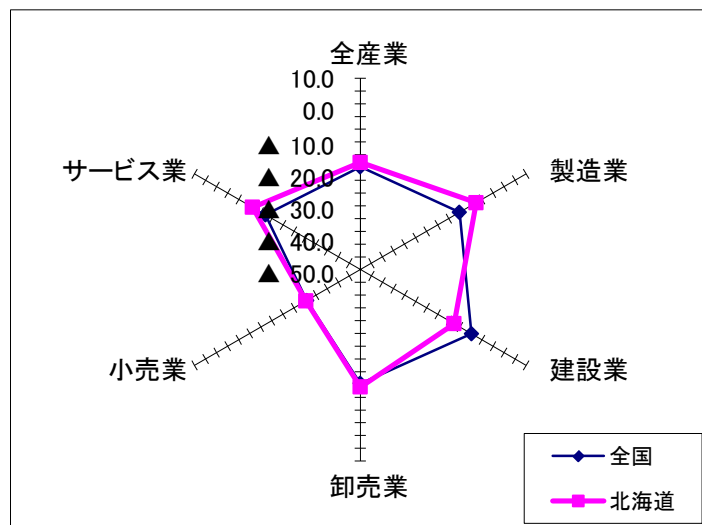 全産業
10.0
0.0
▲ 10.0
サービス業
製造業
▲ 20.0
▲ 30.0
▲ 40.0
▲ 50.0
小売業
建設業
卸売業
全国
北海道